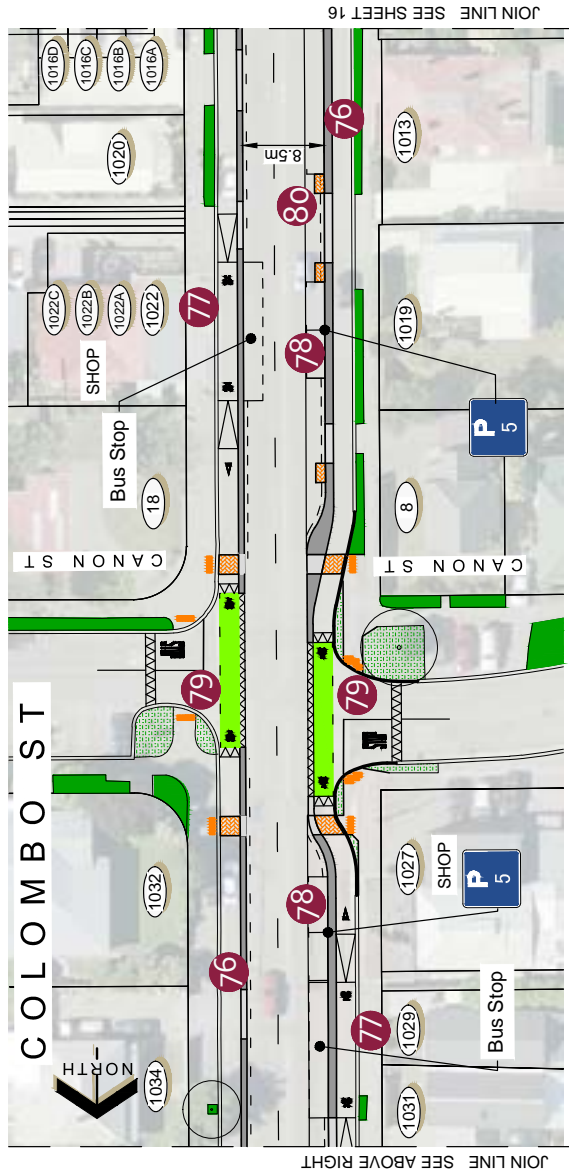 JOIN LINE   SEE SHEET 16
1016D
1016C
1016B
1016A
1020
1022C
1022B
1022A
1022
SHOP
Bus Stop
18
CANON ST
COLOMBO ST
1032
1034
NORTH
77
79
76
8.5m
76
80
78
79
78
77
1013
1019
P
5
8
CANON ST
1027
SHOP
P
5
1029
Bus Stop
1031
JOIN LINE   SEE ABOVE RIGHT